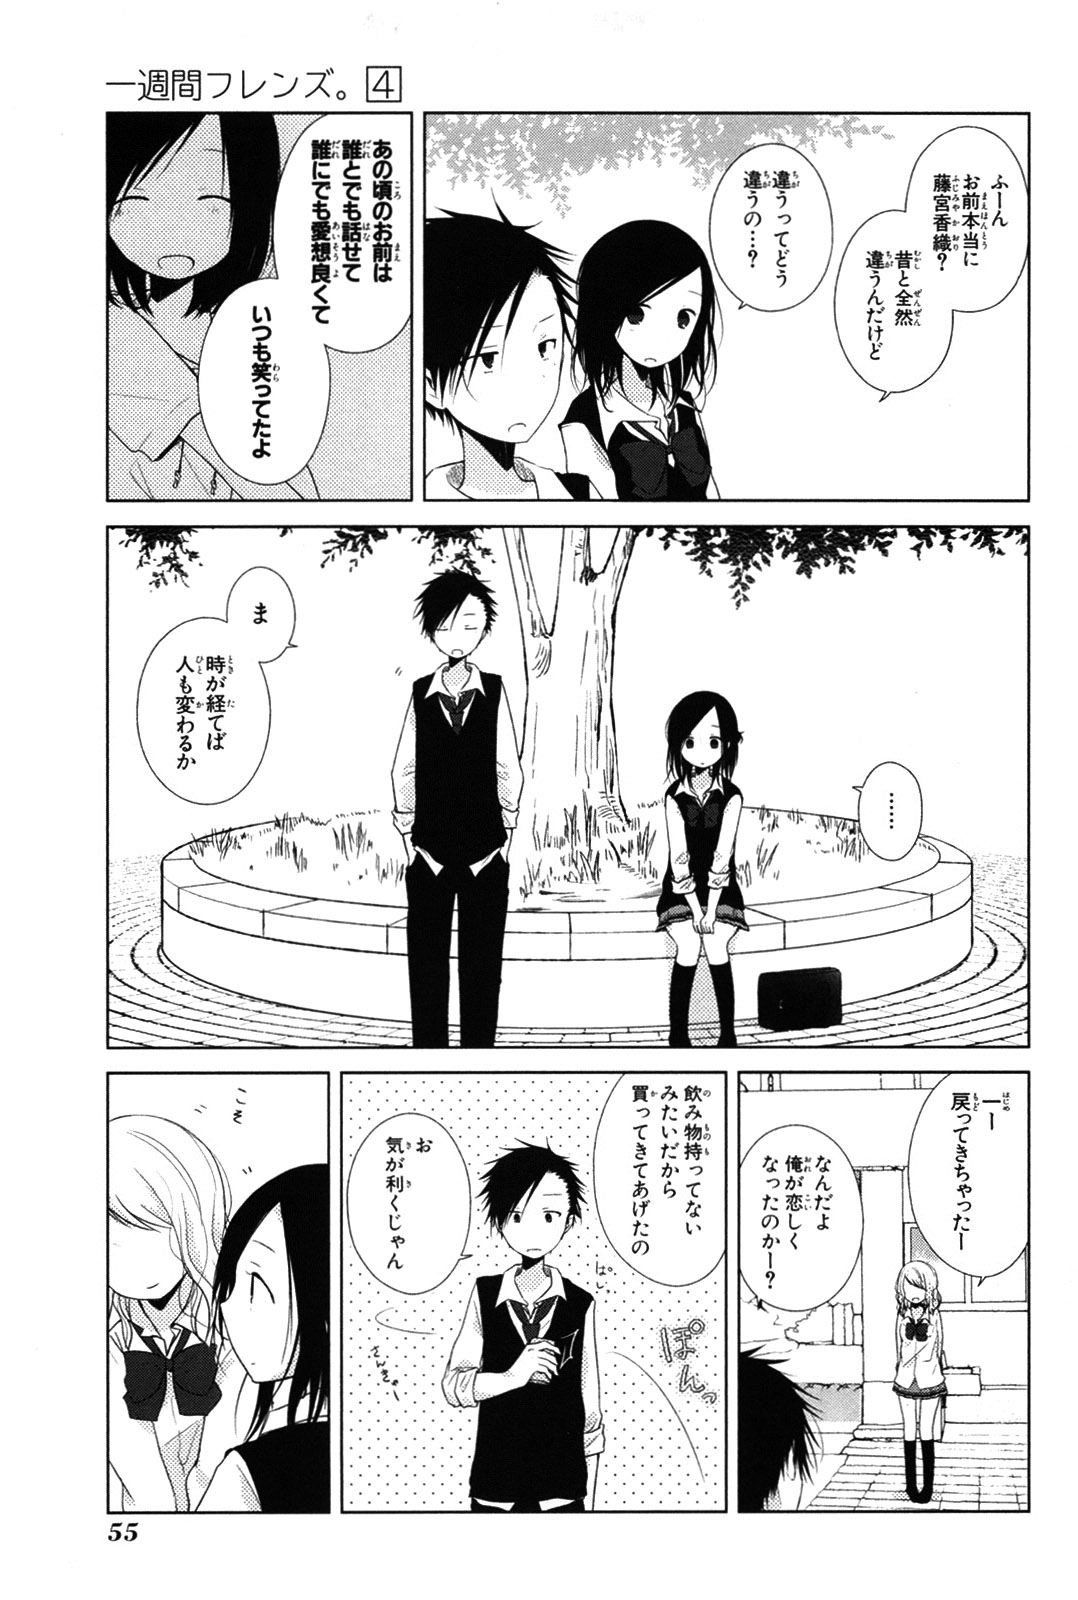 一週間フレンズ。4
ふーん
お前本当に
藤宮香織?
昔と全然
違うんだけど
違うってどう
違うの…?
あの頃のお前は
誰とでも話せて
誰にでも愛想良くて
いつも笑ってたよ
ま
時が経てば
人も変わるか
……
一ー
戻ってきちゃったー
なんだよ
俺が恋しく
なったのかー?
飲み物持ってない
みたいだから
買ってきてあげたの
お
気が利くじゃん
ぱし
ぽんっ
さんきゅー
こそ
55